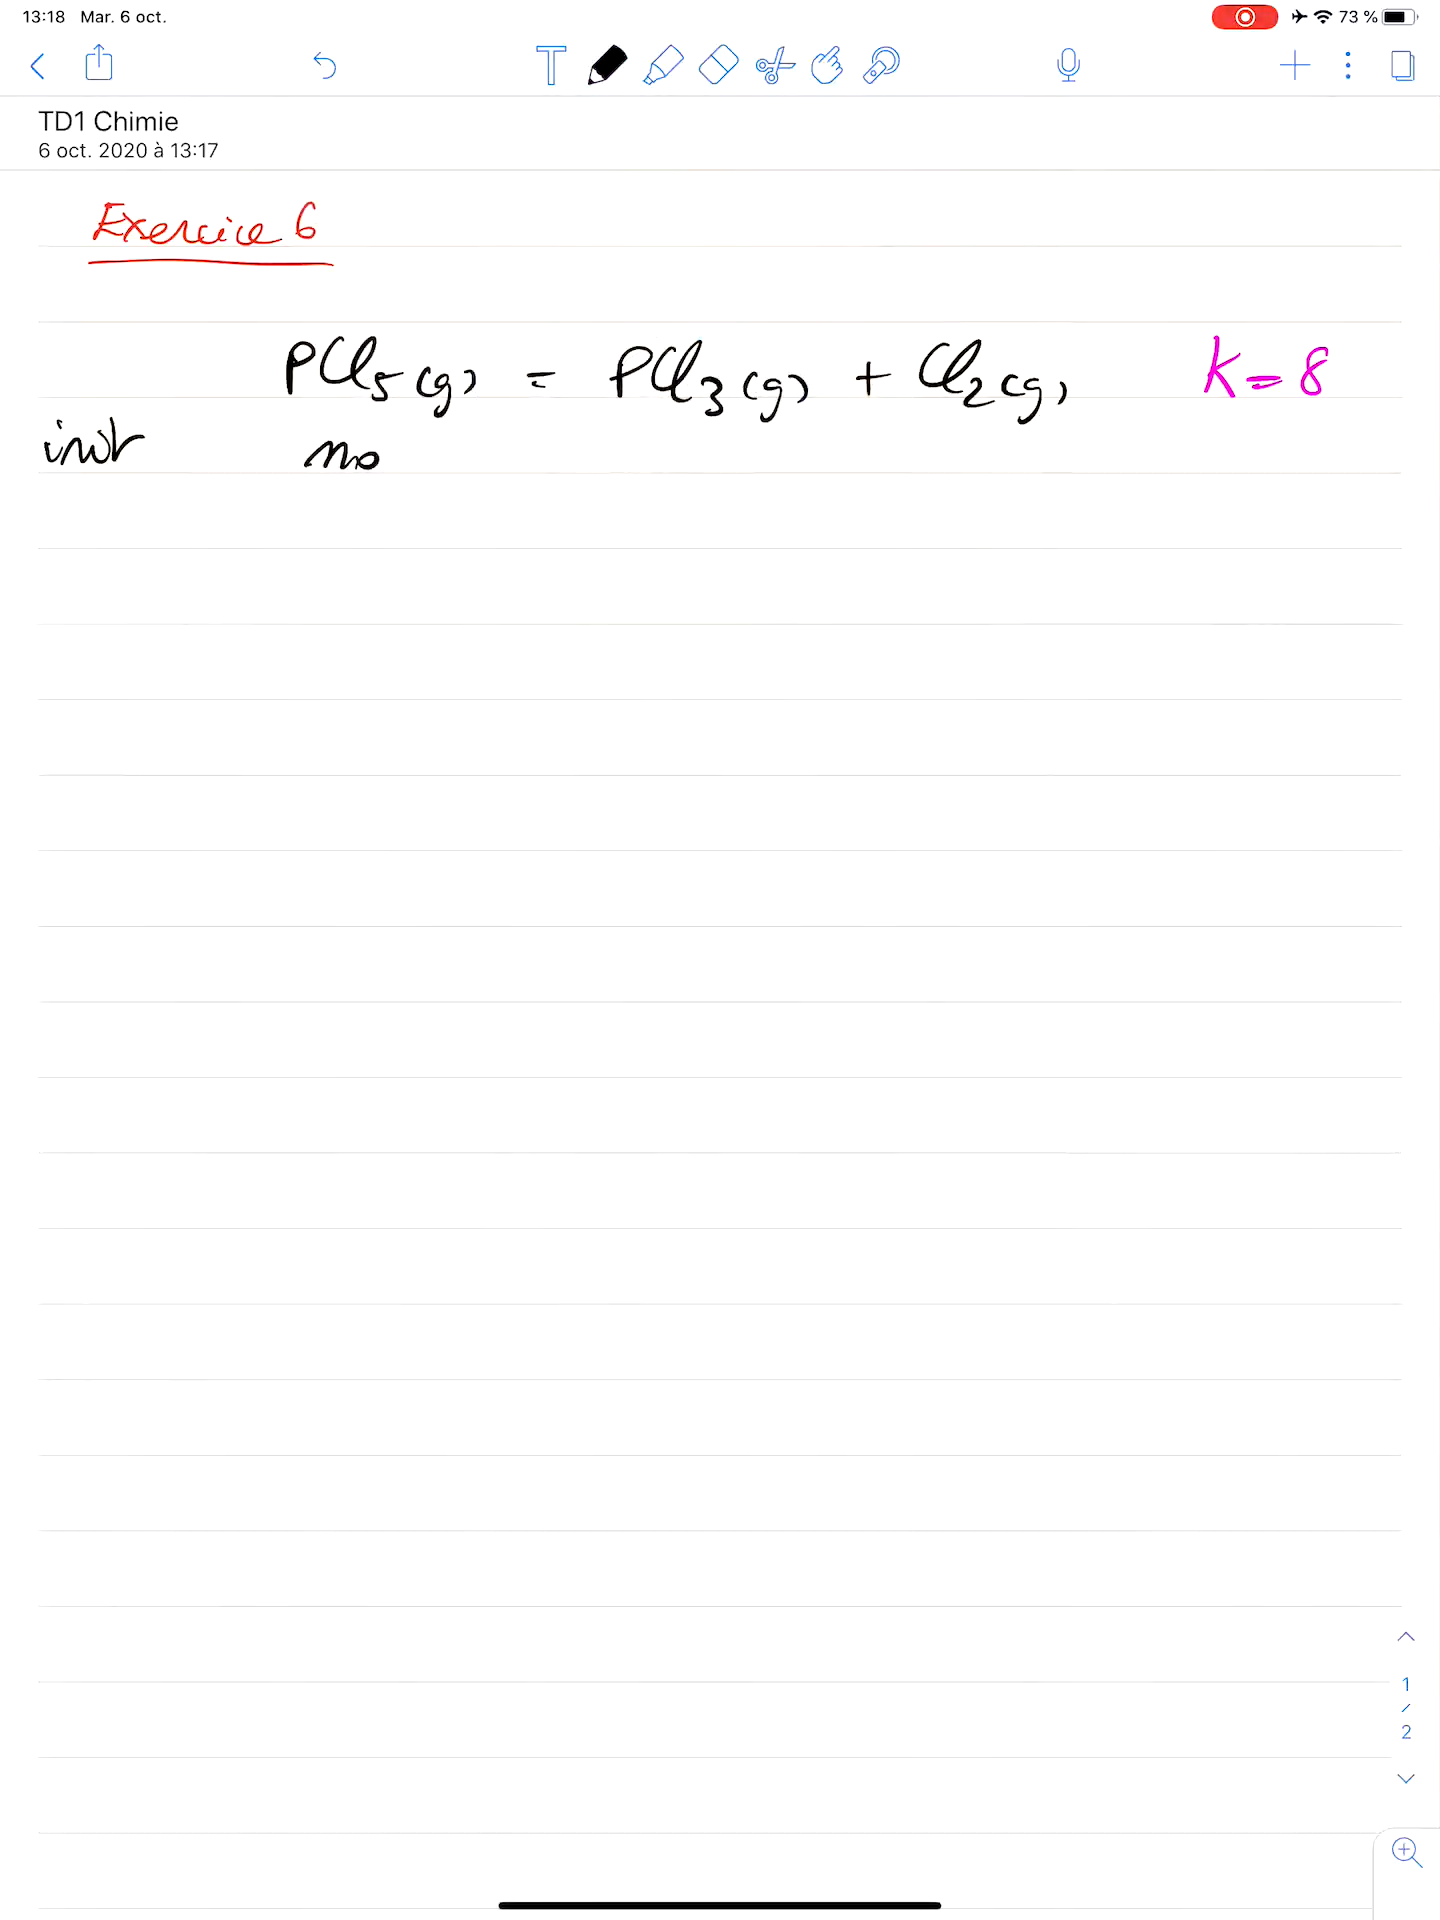 13:18 Mar. 6 oct. 73 %
TD1 Chimie
6 oct. 2020 à 13:17
Exercice 6
PCl5(g) = PCl3(g) + Cl2(g) K=8
init n0
1
/
2